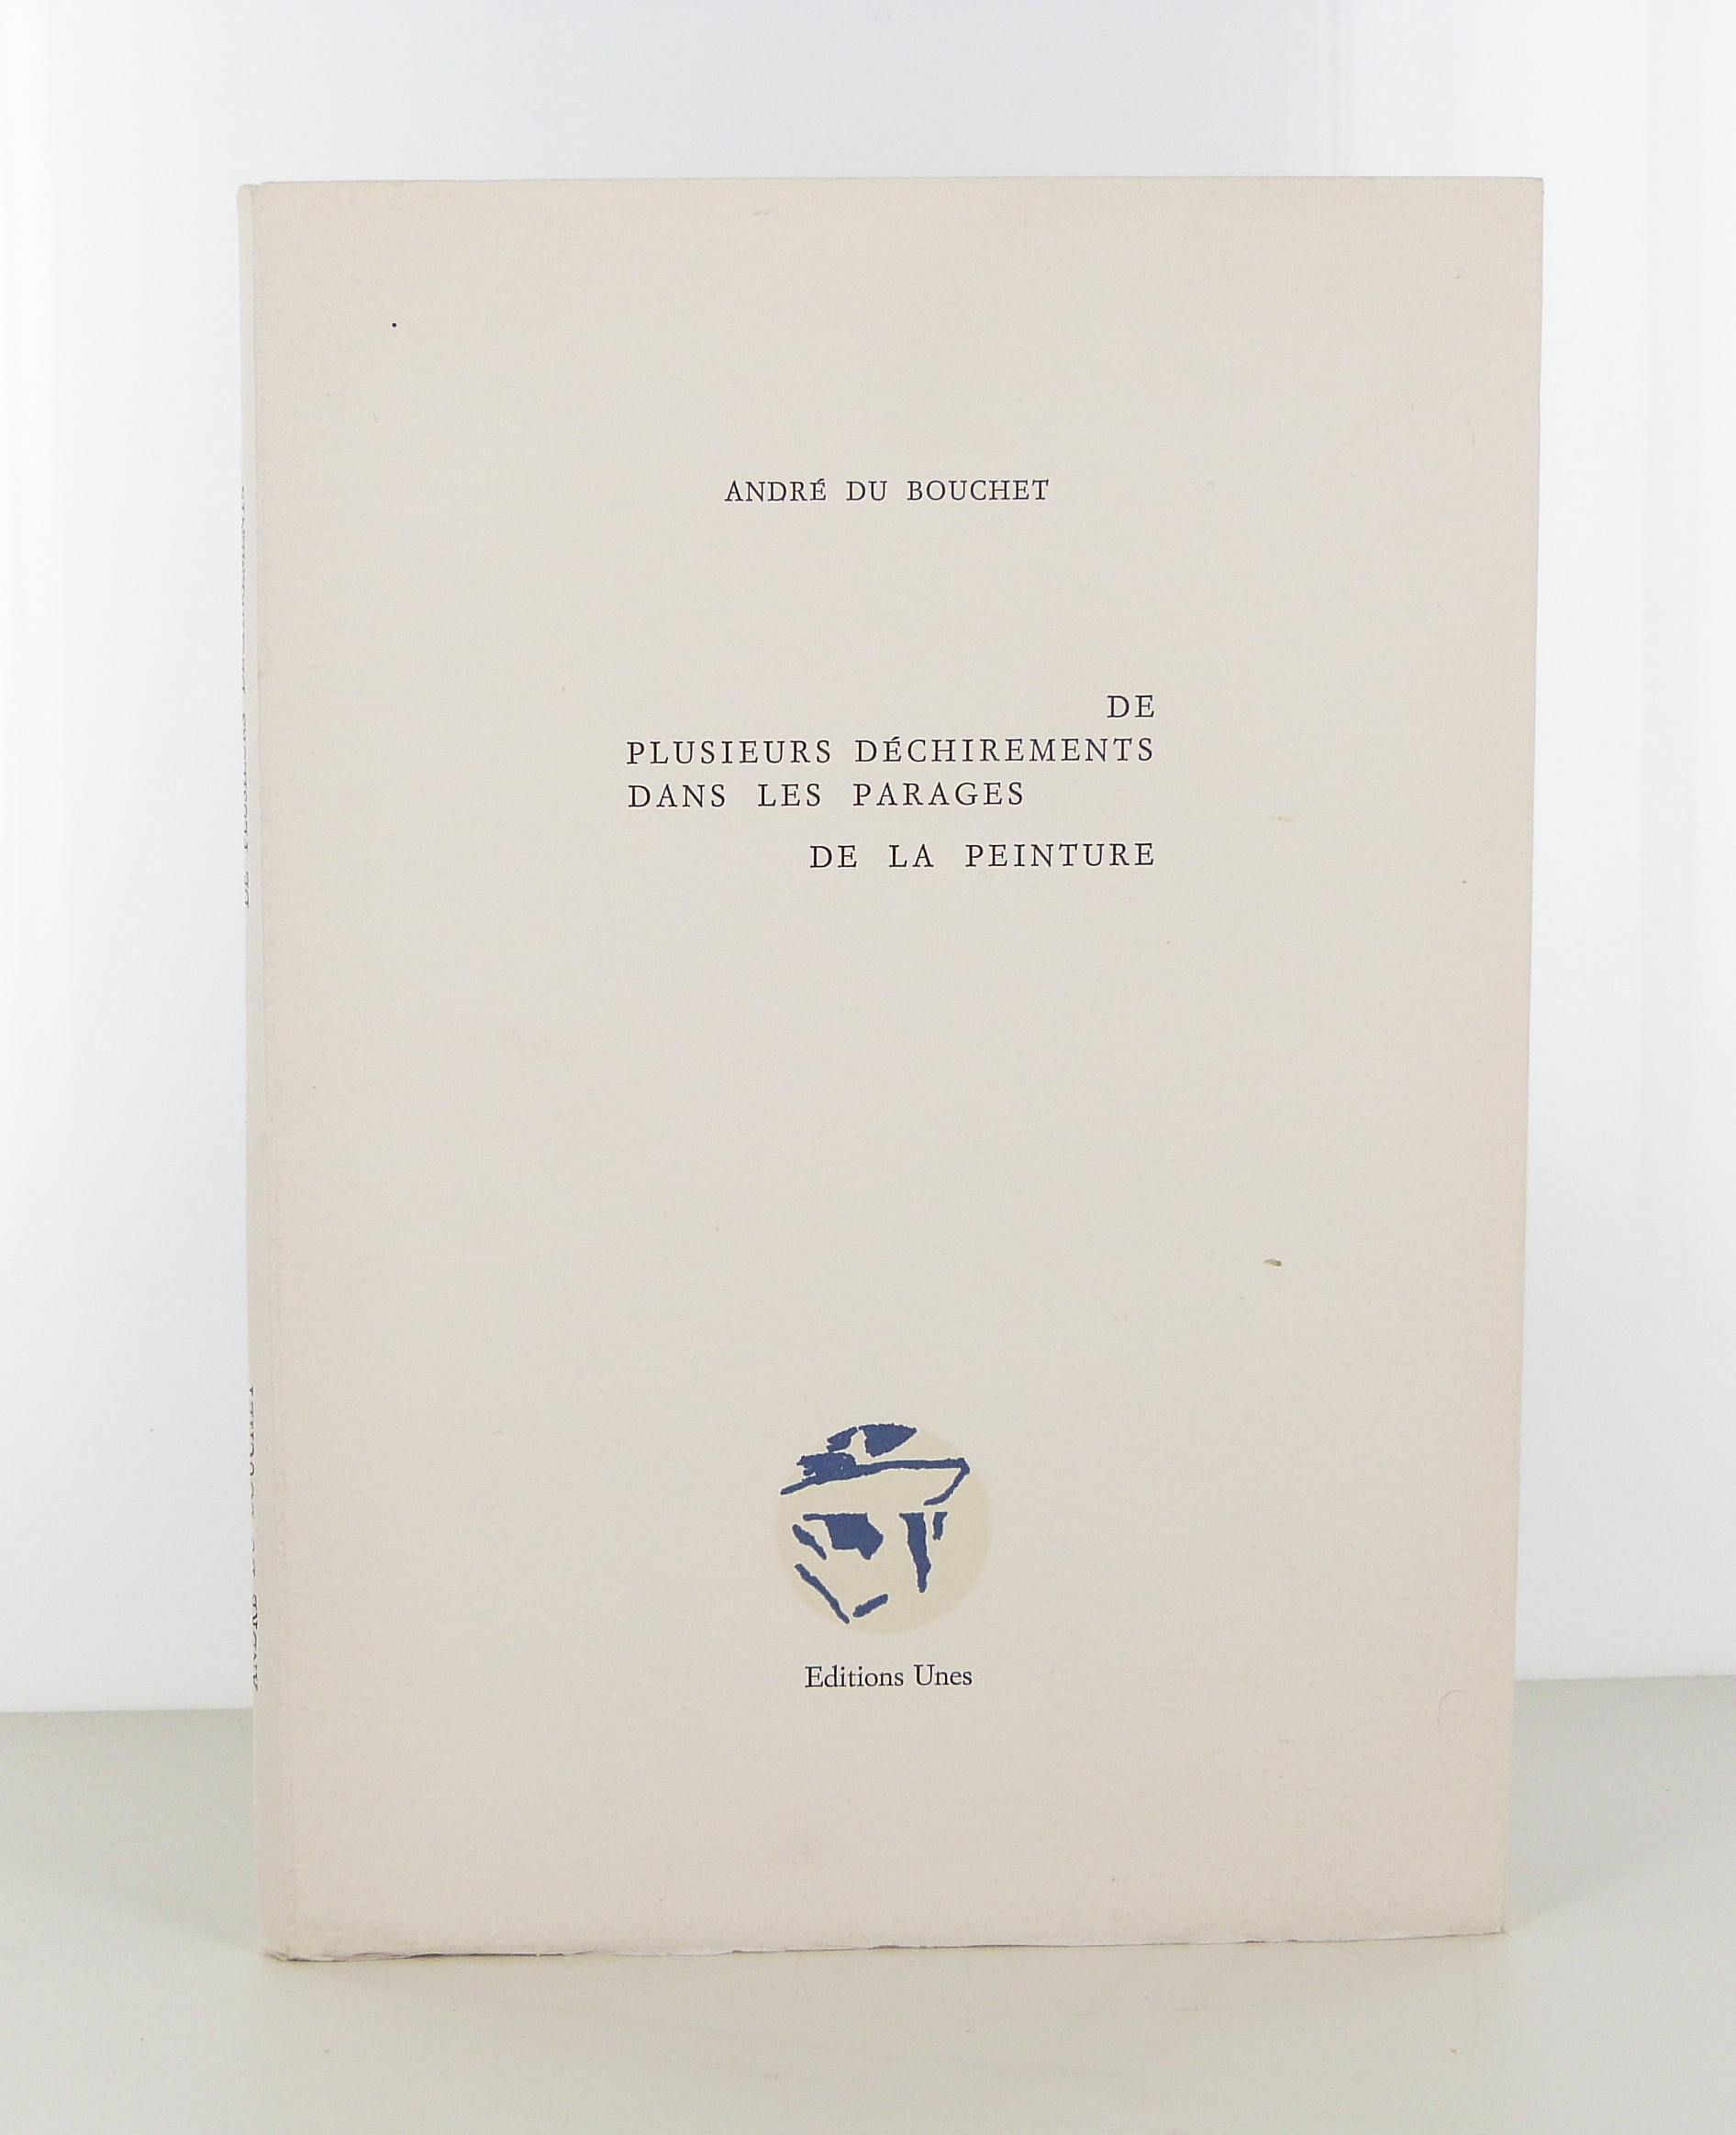 ANDRÉ DU BOUCHET
DE
PLUSIEURS DÉCHIREMENTS
DANS LES PARAGES
DE LA PEINTURE
Editions Unes